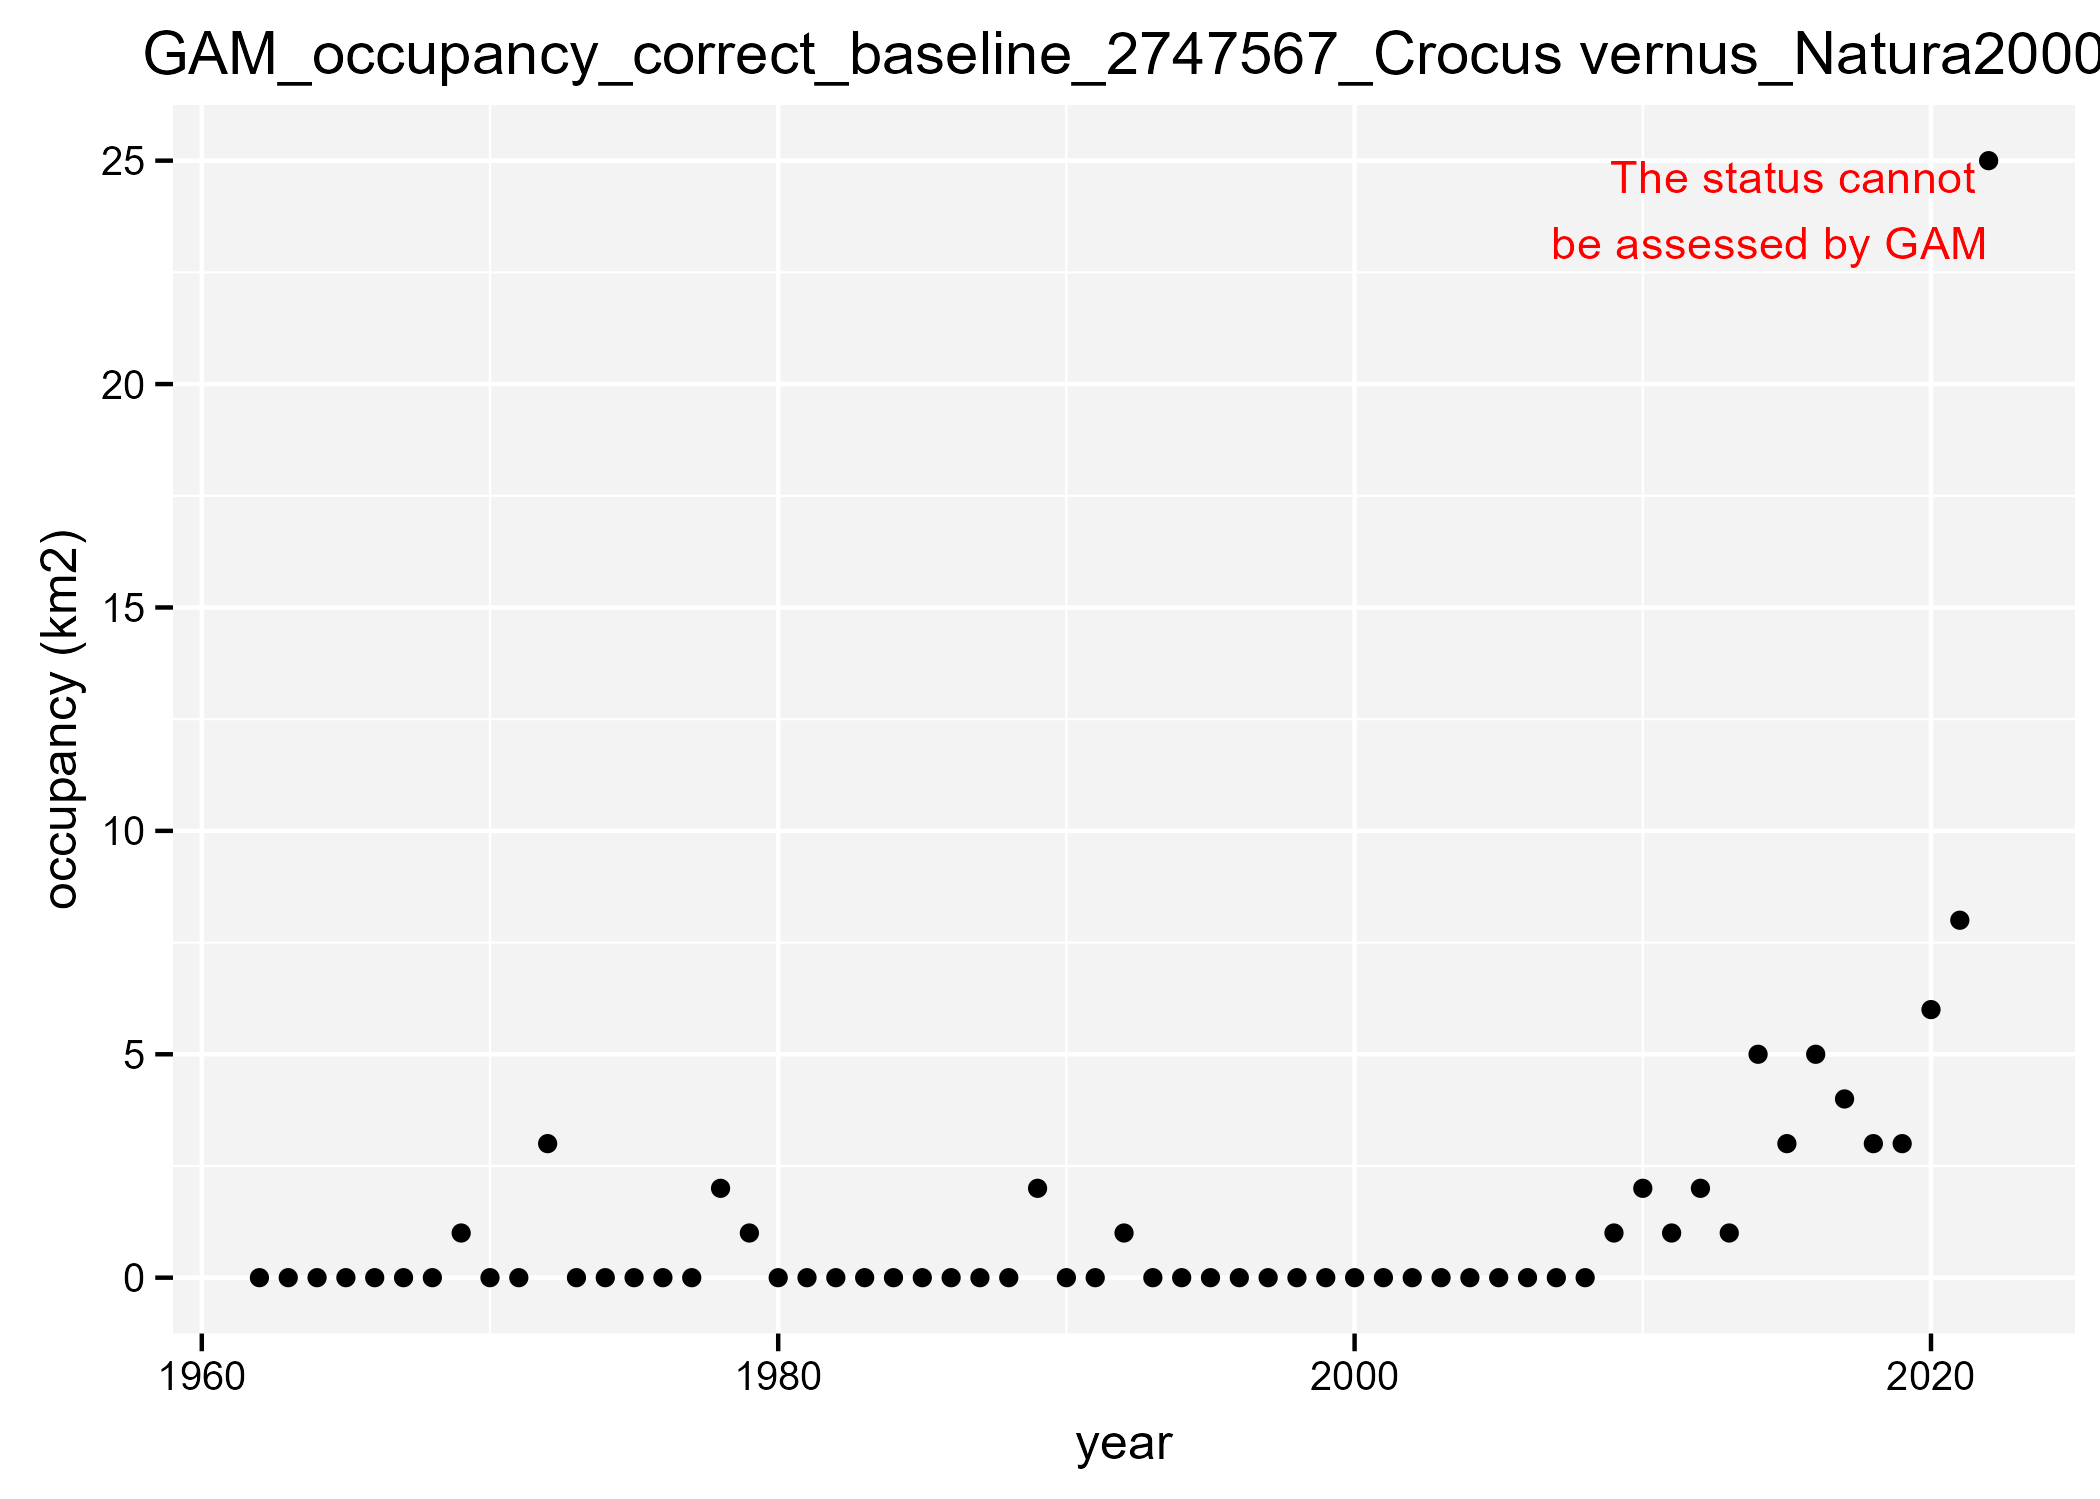 GAM_occupancy_correct_baseline_2747567_Crocus vernus_Natura2000
25
The status cannot
be assessed by GAM
20
15
occupancy (km2)
10
5
0
1960 1980 2000 2020
year